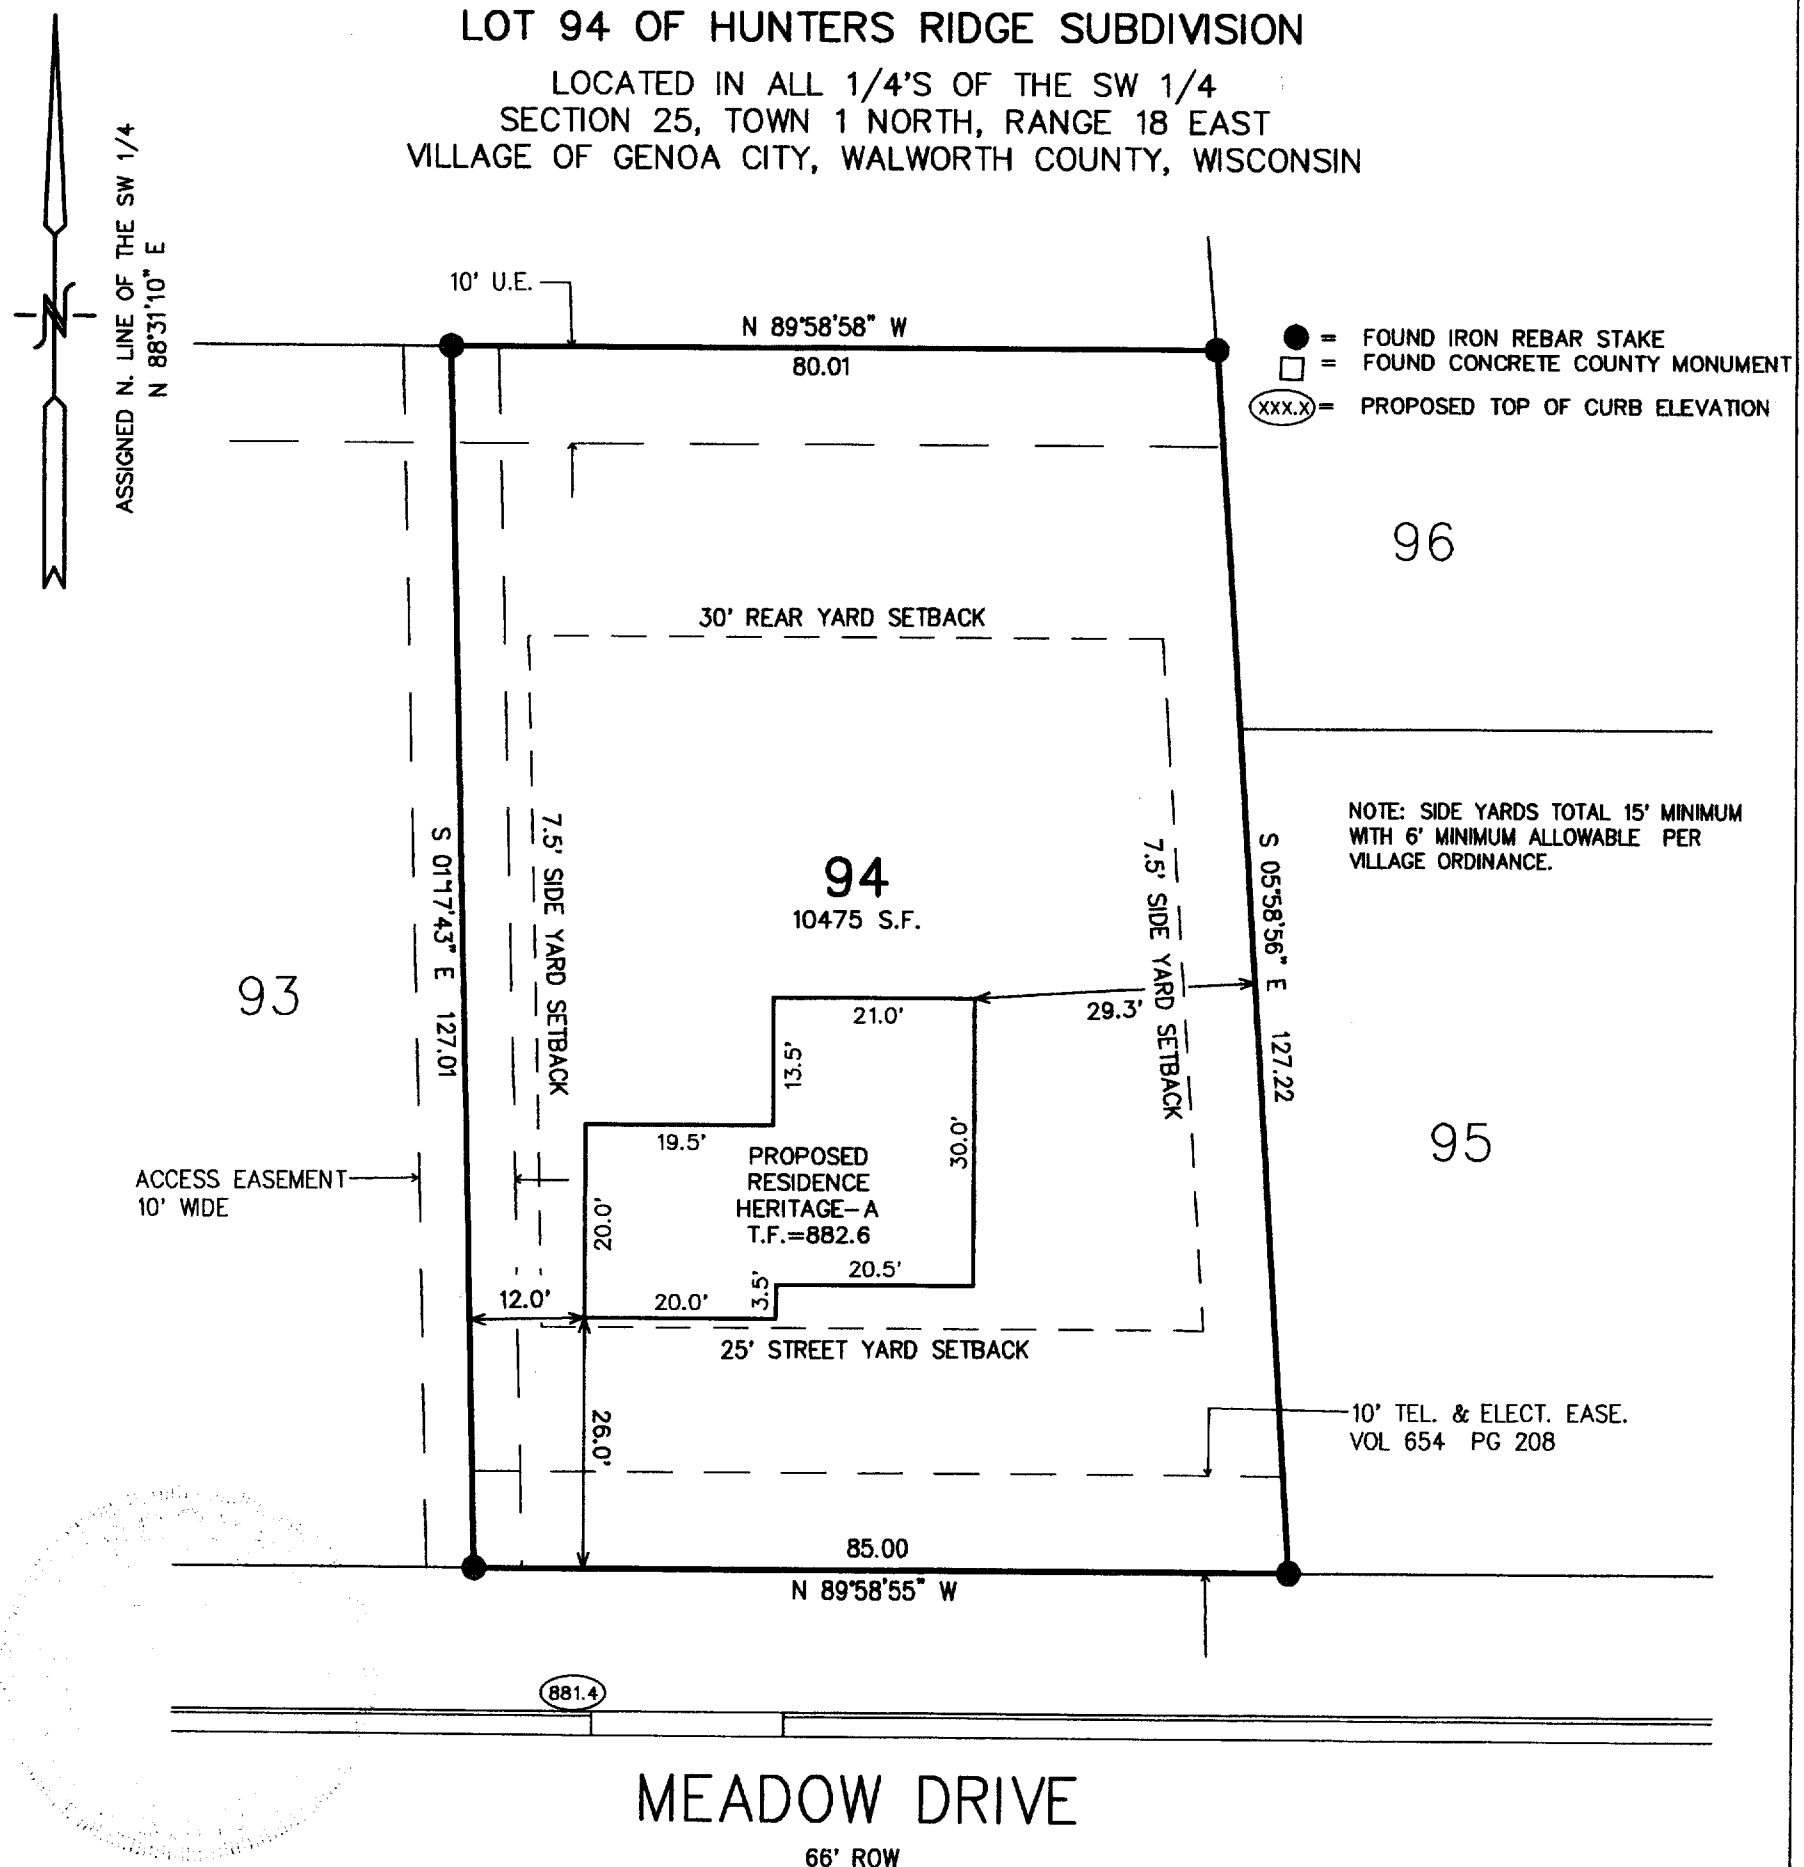 LOT 94 OF HUNTERS RIDGE SUBDIVISION
LOCATED IN ALL 1/4'S OF THE SW 1/4
SECTION 25, TOWN 1 NORTH, RANGE 18 EAST
VILLAGE OF GENOA CITY, WALWORTH COUNTY, WISCONSIN
N
ASSIGNED N. LINE OF THE SW 1/4
N 88°31'10" E
10' U.E.
N 89°58'58" W
80.01
= FOUND IRON REBAR STAKE
= FOUND CONCRETE COUNTY MONUMENT
XXX.X = PROPOSED TOP OF CURB ELEVATION
96
30' REAR YARD SETBACK
NOTE: SIDE YARDS TOTAL 15' MINIMUM
WITH 6' MINIMUM ALLOWABLE PER
VILLAGE ORDINANCE.
S 01°17'43" E 127.01
7.5' SIDE YARD SETBACK
94
10475 S.F.
7.5' SIDE YARD SETBACK
S 05°58'56" E 127.22
93
21.0'
29.3'
13.5'
19.5'
30.0'
95
PROPOSED
RESIDENCE
HERITAGE-A
T.F.=882.6
ACCESS EASEMENT
10' WIDE
20.0'
20.5'
3.5'
12.0'
20.0'
25' STREET YARD SETBACK
26.0'
10' TEL. & ELECT. EASE.
VOL 654 PG 208
85.00
N 89°58'55" W
881.4
MEADOW DRIVE
66' ROW